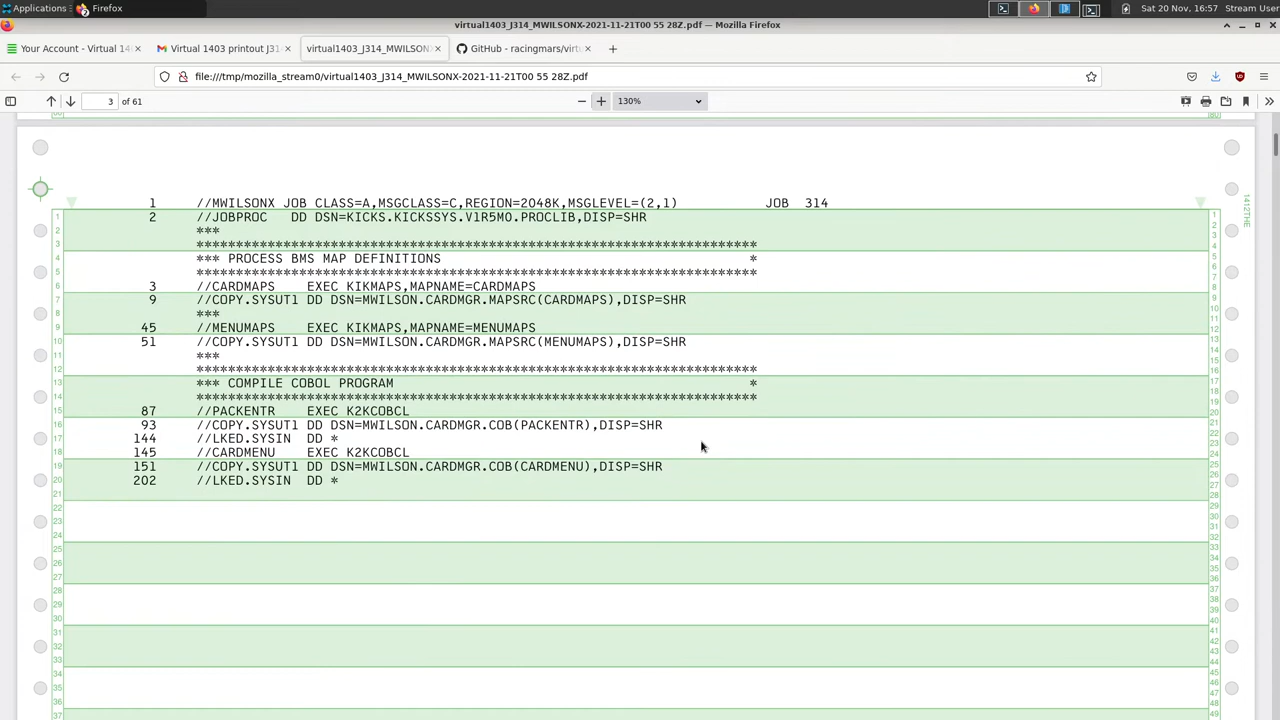 Applications
Firefox
Sat 20 Nov, 16:57
Stream User
virtual1403_J314_MWILSONX-2021-11-21T00 55 28Z.pdf — Mozilla Firefox
Your Account - Virtual 14
Virtual 1403 printout J31
virtual1403_J314_MWILSONX
GitHub - racingmars/virtu
file:///tmp/mozilla_stream0/virtual1403_J314_MWILSONX-2021-11-21T00 55 28Z.pdf
3 of 61
130%
1 //MWILSONX JOB CLASS=A,MSGCLASS=C,REGION=2048K,MSGLEVEL=(2,1) JOB 314
2 //JOBPROC DD DSN=KICKS.KICKSSYS.V1R5M0.PROCLIB,DISP=SHR
***
***********************************************************************
*** PROCESS BMS MAP DEFINITIONS *
***********************************************************************
3 //CARDMAPS EXEC KIKMAPS,MAPNAME=CARDMAPS
9 //COPY.SYSUT1 DD DSN=MWILSON.CARDMGR.MAPSRC(CARDMAPS),DISP=SHR
***
45 //MENUMAPS EXEC KIKMAPS,MAPNAME=MENUMAPS
51 //COPY.SYSUT1 DD DSN=MWILSON.CARDMGR.MAPSRC(MENUMAPS),DISP=SHR
***
***********************************************************************
*** COMPILE COBOL PROGRAM *
***********************************************************************
87 //PACKENTR EXEC K2KCOBCL
93 //COPY.SYSUT1 DD DSN=MWILSON.CARDMGR.COB(PACKENTR),DISP=SHR
144 //LKED.SYSIN DD *
145 //CARDMENU EXEC K2KCOBCL
151 //COPY.SYSUT1 DD DSN=MWILSON.CARDMGR.COB(CARDMENU),DISP=SHR
202 //LKED.SYSIN DD *